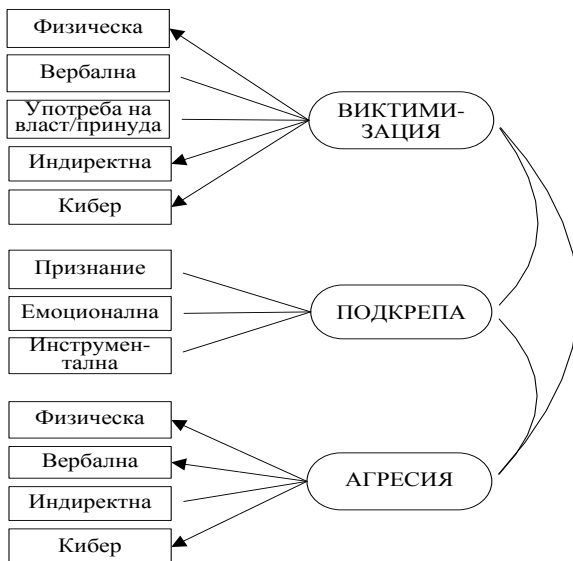 Физическа
Вербална
Употреба на
власт/принуда
Индиректна
Кибер
ВИКТИМИ-
ЗАЦИЯ
Признание
Емоционална
Инструмен-
тална
ПОДКРЕПА
Физическа
Вербална
Индиректна
Кибер
АГРЕСИЯ